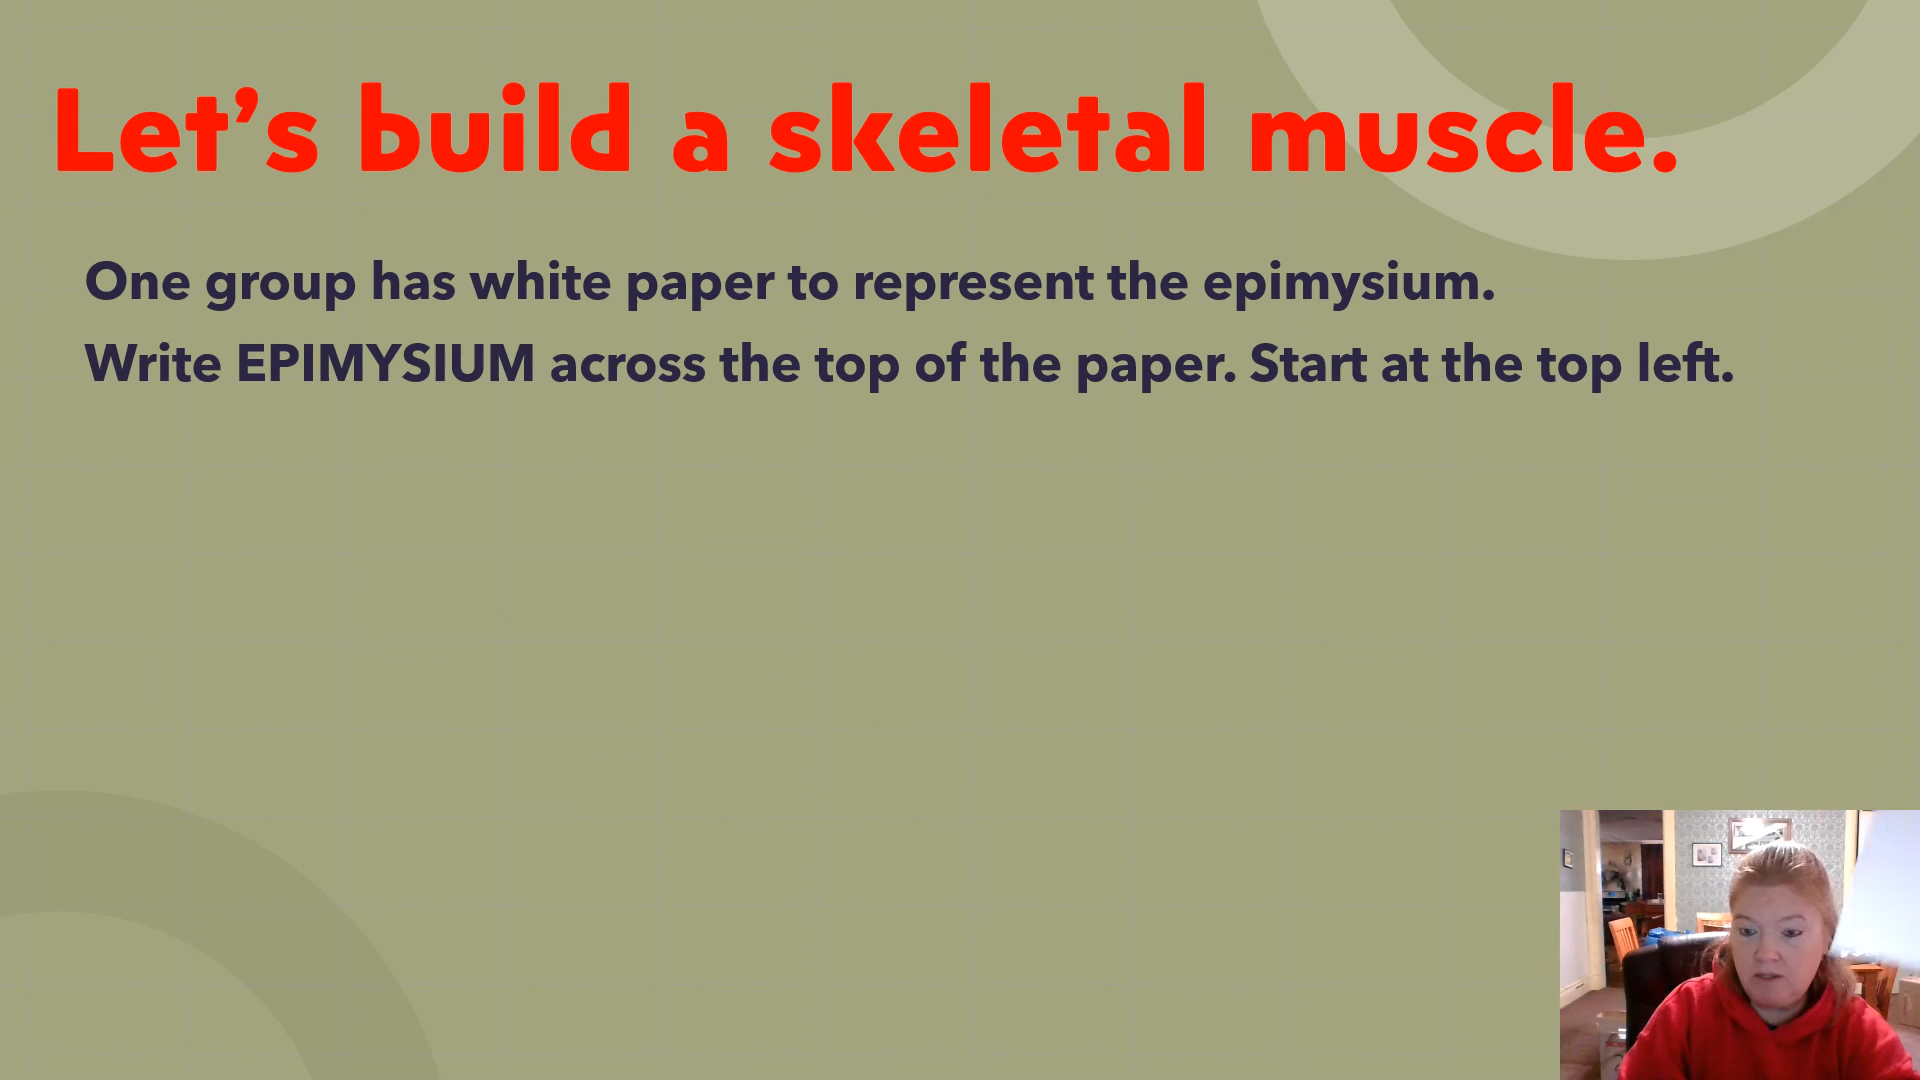 Let’s build a skeletal muscle.
One group has white paper to represent the epimysium.
Write EPIMYSIUM across the top of the paper. Start at the top left.